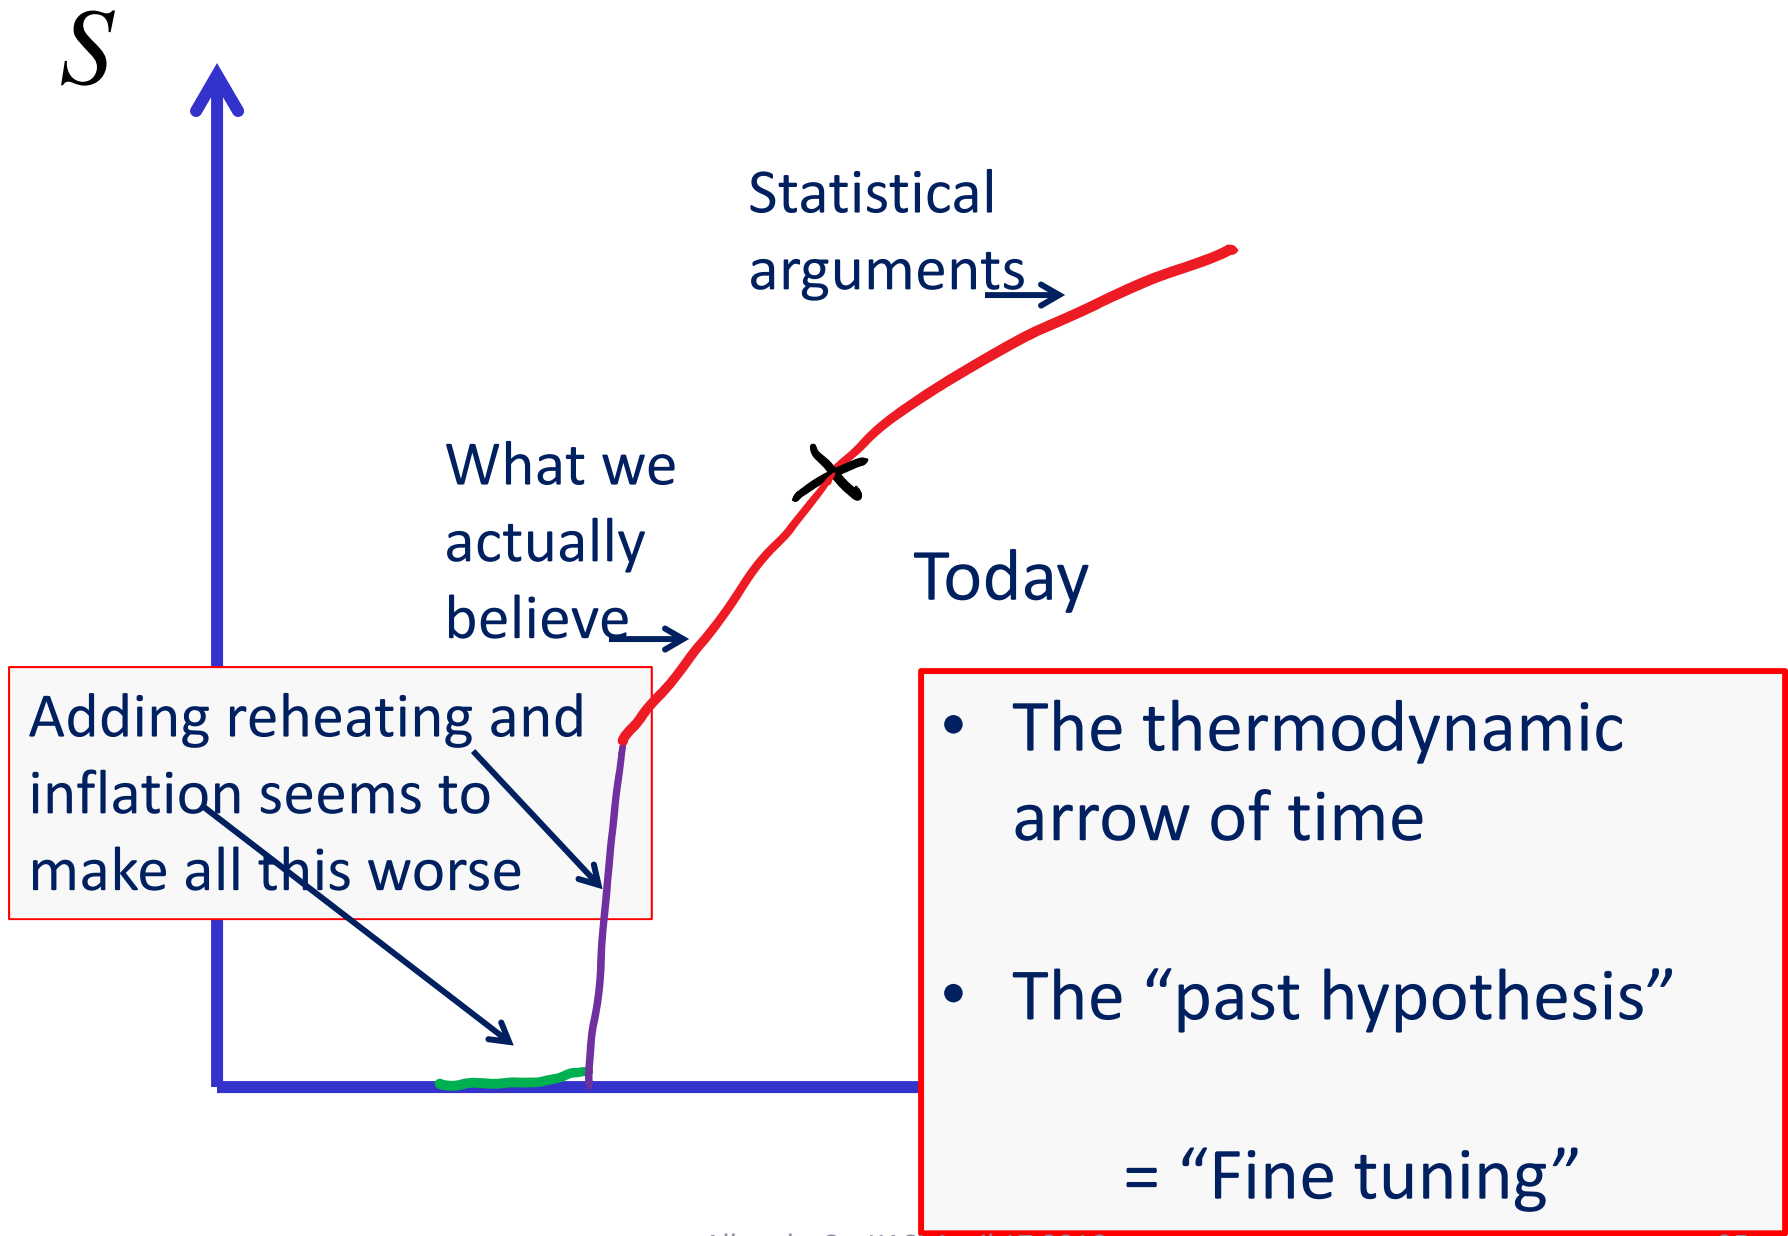 S
Statistical
arguments
What we
actually
believe
Today
Adding reheating and
inflation seems to
make all this worse
• The thermodynamic
arrow of time
• The “past hypothesis”
= “Fine tuning”